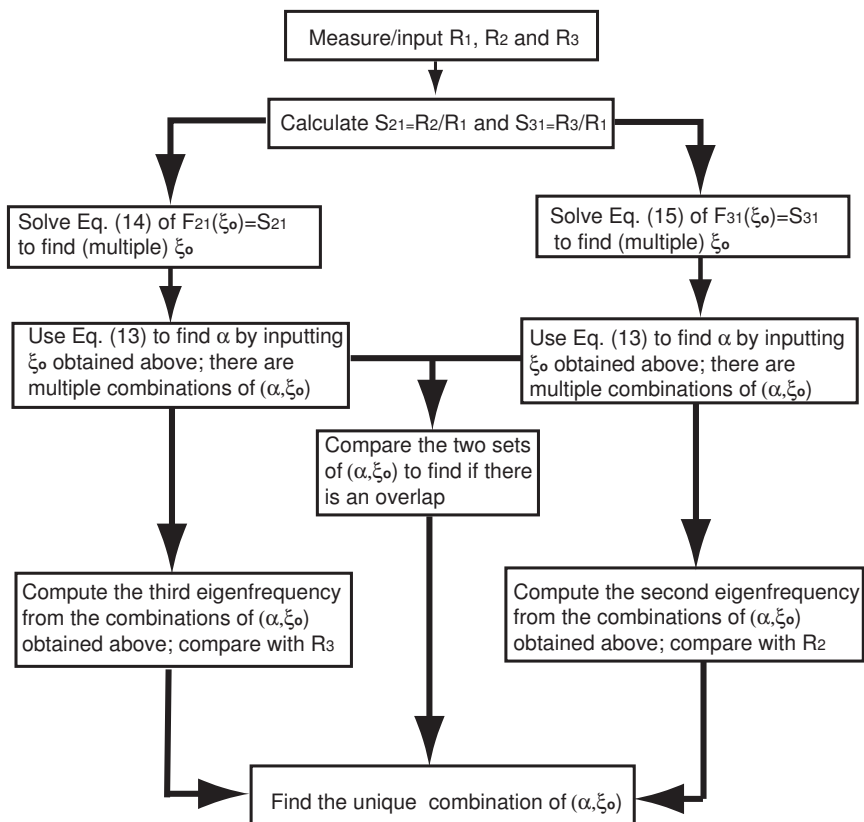 Measure/input R1, R2 and R3
Calculate S21=R2/R1 and S31=R3/R1
Solve Eq. (14) of F21(ξo)=S21
to find (multiple) ξo
Solve Eq. (15) of F31(ξo)=S31
to find (multiple) ξo
Use Eq. (13) to find α by inputting
ξo obtained above; there are
multiple combinations of (α,ξo)
Use Eq. (13) to find α by inputting
ξo obtained above; there are
multiple combinations of (α,ξo)
Compare the two sets
of (α,ξo) to find if there
is an overlap
Compute the third eigenfrequency
from the combinations of (α,ξo)
obtained above; compare with R3
Compute the second eigenfrequency
from the combinations of (α,ξo)
obtained above; compare with R2
Find the unique combination of (α,ξo)